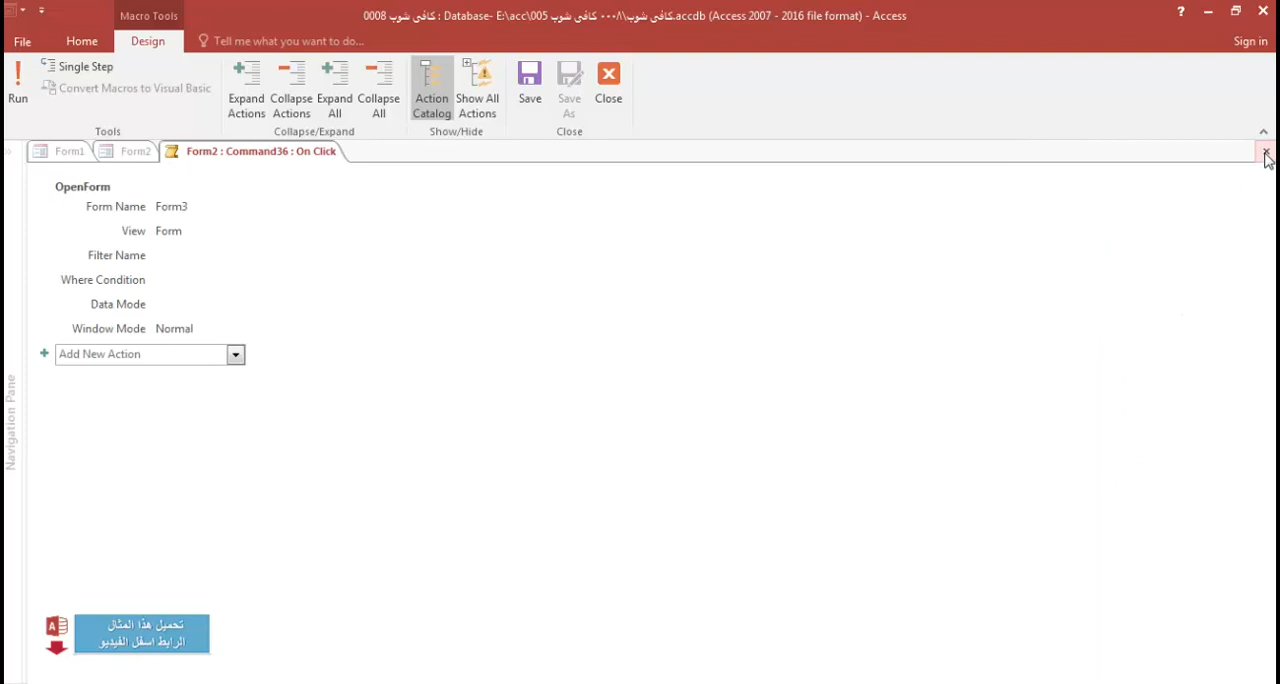 Macro Tools
كافى شوب 0008 : Database- E:\acc\005 كافى شوب ٠٠٠٨\كافى شوب.accdb (Access 2007 - 2016 file format) - Access
File
Home
Design
Tell me what you want to do...
Sign in
Run
Single Step
Convert Macros to Visual Basic
Expand Actions
Collapse Actions
Expand All
Collapse All
Action Catalog
Show All Actions
Save
Save As
Close
Tools
Collapse/Expand
Show/Hide
Close
Form1
Form2
Form2 : Command36 : On Click
Navigation Pane
OpenForm
Form Name Form3
View Form
Filter Name
Where Condition
Data Mode
Window Mode Normal
Add New Action
تحميل هذا المثال
الرابط اسفل الفيديو